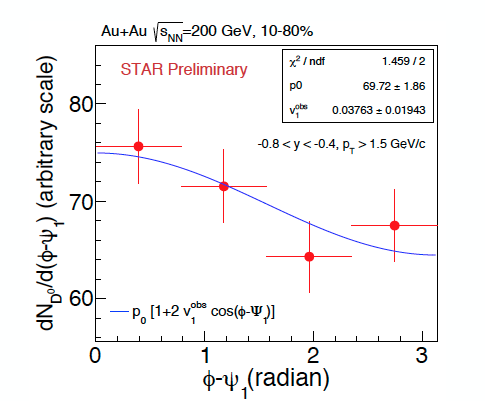 Au+Au √sNN=200 GeV, 10-80%
STAR Preliminary
χ² / ndf 1.459 / 2
p0 69.72 ± 1.86
v₁ᵒᵇˢ 0.03763 ± 0.01943
-0.8 < y < -0.4, pT > 1.5 GeV/c
80
70
60
dND⁰/d(ϕ-ψ₁) (arbitrary scale)
p₀ [1+2 v₁ᵒᵇˢ cos(ϕ-Ψ₁)]
0 1 2 3
ϕ-ψ₁(radian)